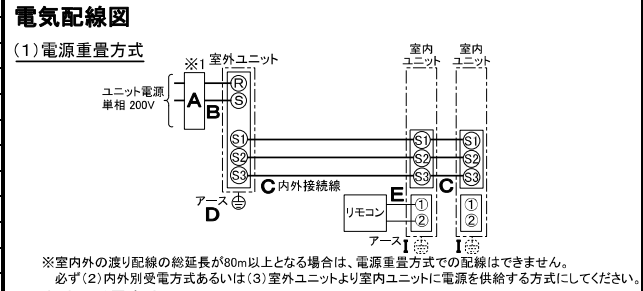 電気配線図
(1)電源重畳方式
※1 室外ユニット
室内 室内
ユニット ユニット
ユニット電源
単相 200V
A
B
R
S
S1 S1 S1
S2 S2 S2
S3 S3 S3
C 内外接続線
C
アース
D
E
リモコン
① ①
② ②
アース I I
※室内外の渡り配線の総延長が80m以上となる場合は、電源重畳方式での配線はできません。
必ず(2)内外別受電方式あるいは(3)室外ユニットより室内ユニットに電源を供給する方式にしてください。